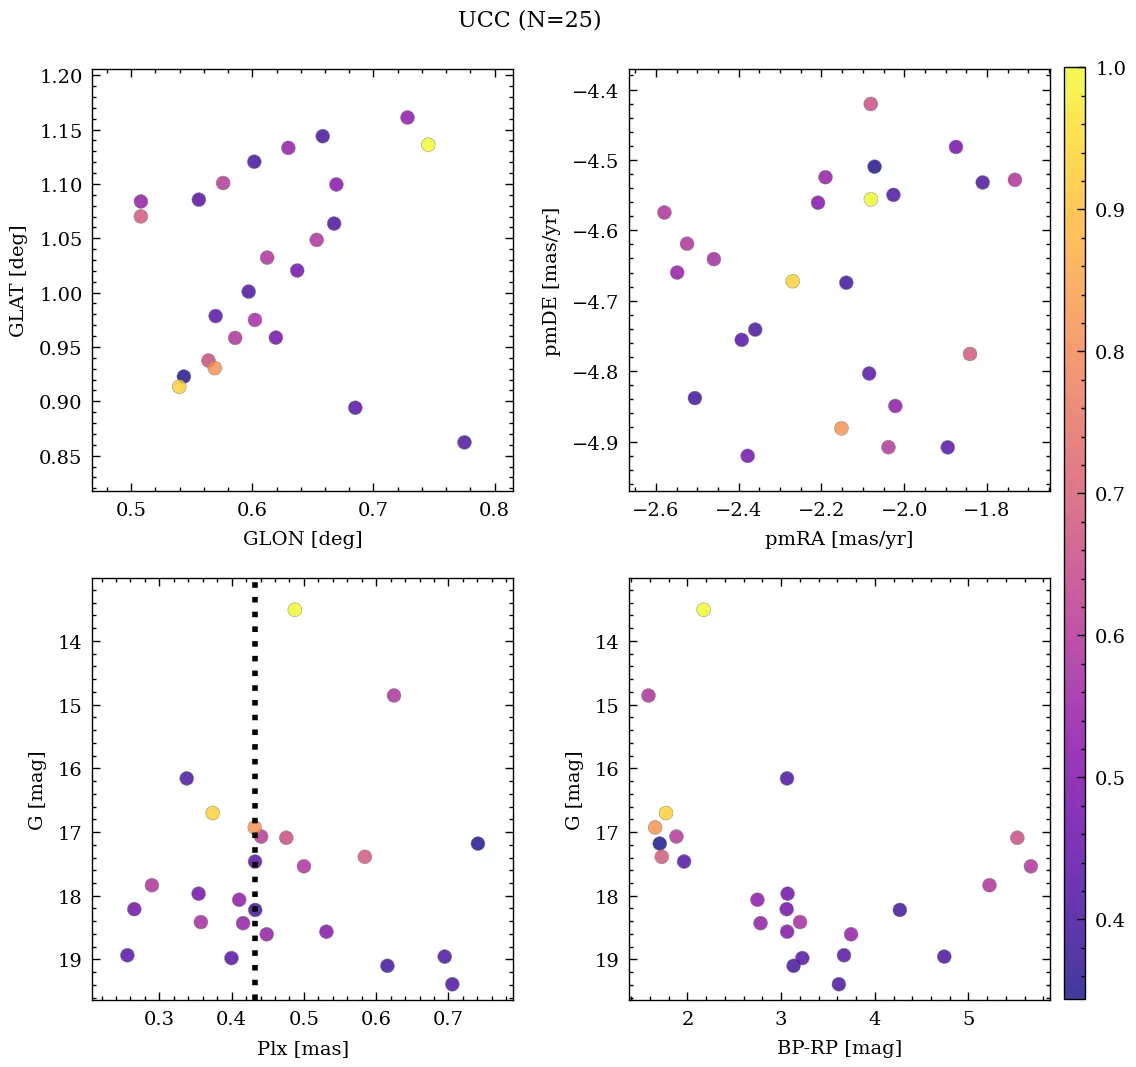 UCC (N=25)
1.20
1.15
1.10
1.05
1.00
0.95
0.90
0.85
0.5 0.6 0.7 0.8
GLON [deg]
GLAT [deg]
−4.4
−4.5
−4.6
−4.7
−4.8
−4.9
−2.6 −2.4 −2.2 −2.0 −1.8
pmRA [mas/yr]
pmDE [mas/yr]
1.0
0.9
0.8
0.7
0.6
0.5
0.4
14
15
16
17
18
19
0.3 0.4 0.5 0.6 0.7
Plx [mas]
G [mag]
14
15
16
17
18
19
2 3 4 5
BP-RP [mag]
G [mag]